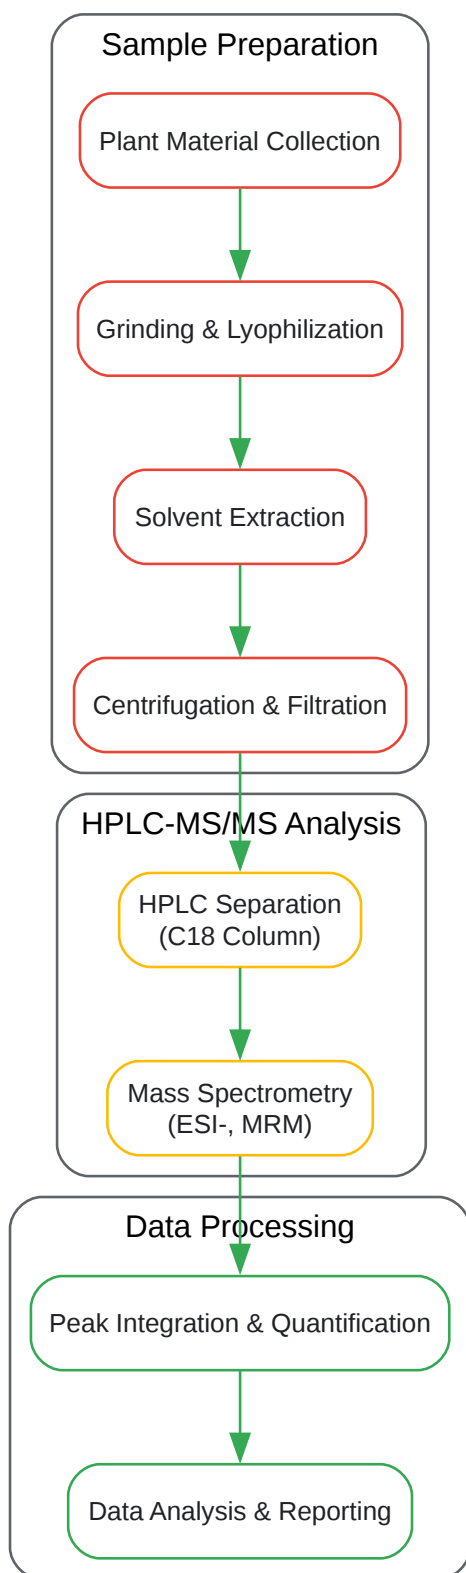 Sample Preparation
Plant Material Collection
Grinding & Lyophilization
Solvent Extraction
Centrifugation & Filtration
HPLC-MS/MS Analysis
HPLC Separation
(C18 Column)
Mass Spectrometry
(ESI-, MRM)
Data Processing
Peak Integration & Quantification
Data Analysis & Reporting